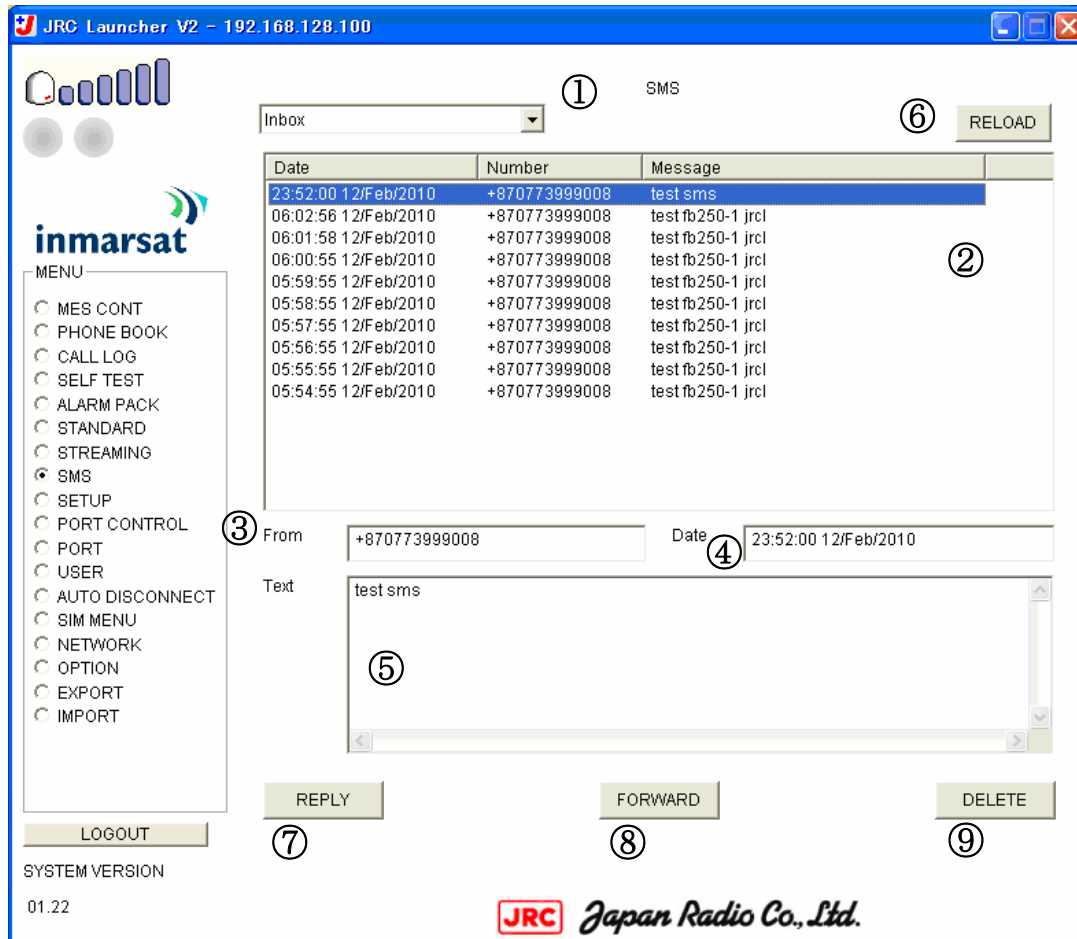 JRC Launcher V2 - 192.168.128.100
① SMS
Inbox
⑥ RELOAD
Date Number Message
23:52:00 12/Feb/2010 +870773999008 test sms
06:02:56 12/Feb/2010 +870773999008 test fb250-1 jrcl
06:01:58 12/Feb/2010 +870773999008 test fb250-1 jrcl
06:00:55 12/Feb/2010 +870773999008 test fb250-1 jrcl
05:59:55 12/Feb/2010 +870773999008 test fb250-1 jrcl
05:58:55 12/Feb/2010 +870773999008 test fb250-1 jrcl
05:57:55 12/Feb/2010 +870773999008 test fb250-1 jrcl
05:56:55 12/Feb/2010 +870773999008 test fb250-1 jrcl
05:55:55 12/Feb/2010 +870773999008 test fb250-1 jrcl
05:54:55 12/Feb/2010 +870773999008 test fb250-1 jrcl
②
inmarsat
MENU
MES CONT
PHONE BOOK
CALL LOG
SELF TEST
ALARM PACK
STANDARD
STREAMING
SMS
SETUP
PORT CONTROL
PORT
USER
AUTO DISCONNECT
SIM MENU
NETWORK
OPTION
EXPORT
IMPORT
③ From +870773999008 Date ④ 23:52:00 12/Feb/2010
Text test sms
⑤
REPLY FORWARD DELETE
⑦ ⑧ ⑨
LOGOUT
SYSTEM VERSION
01.22
JRC Japan Radio Co., Ltd.